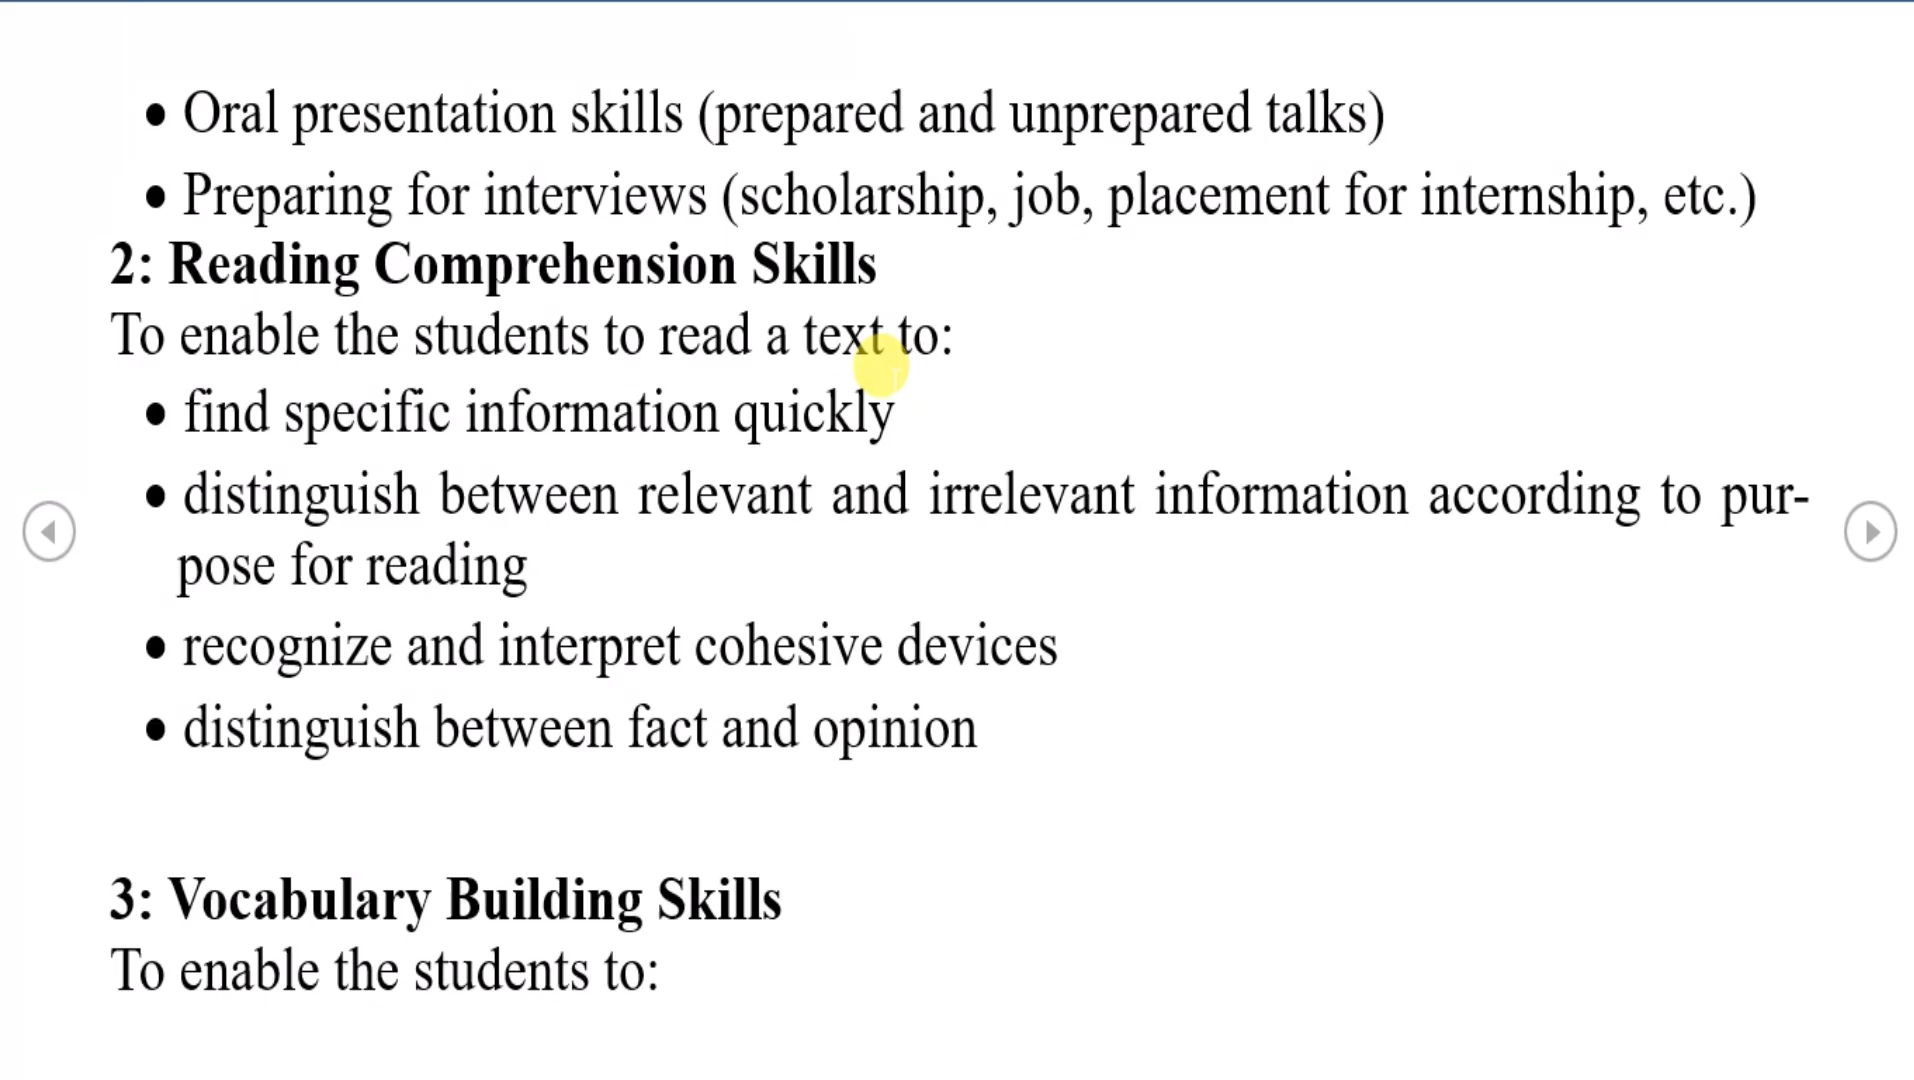 • Oral presentation skills (prepared and unprepared talks)
• Preparing for interviews (scholarship, job, placement for internship, etc.)
2: Reading Comprehension Skills
To enable the students to read a text to:
• find specific information quickly
• distinguish between relevant and irrelevant information according to pur-
pose for reading
• recognize and interpret cohesive devices
• distinguish between fact and opinion
3: Vocabulary Building Skills
To enable the students to: